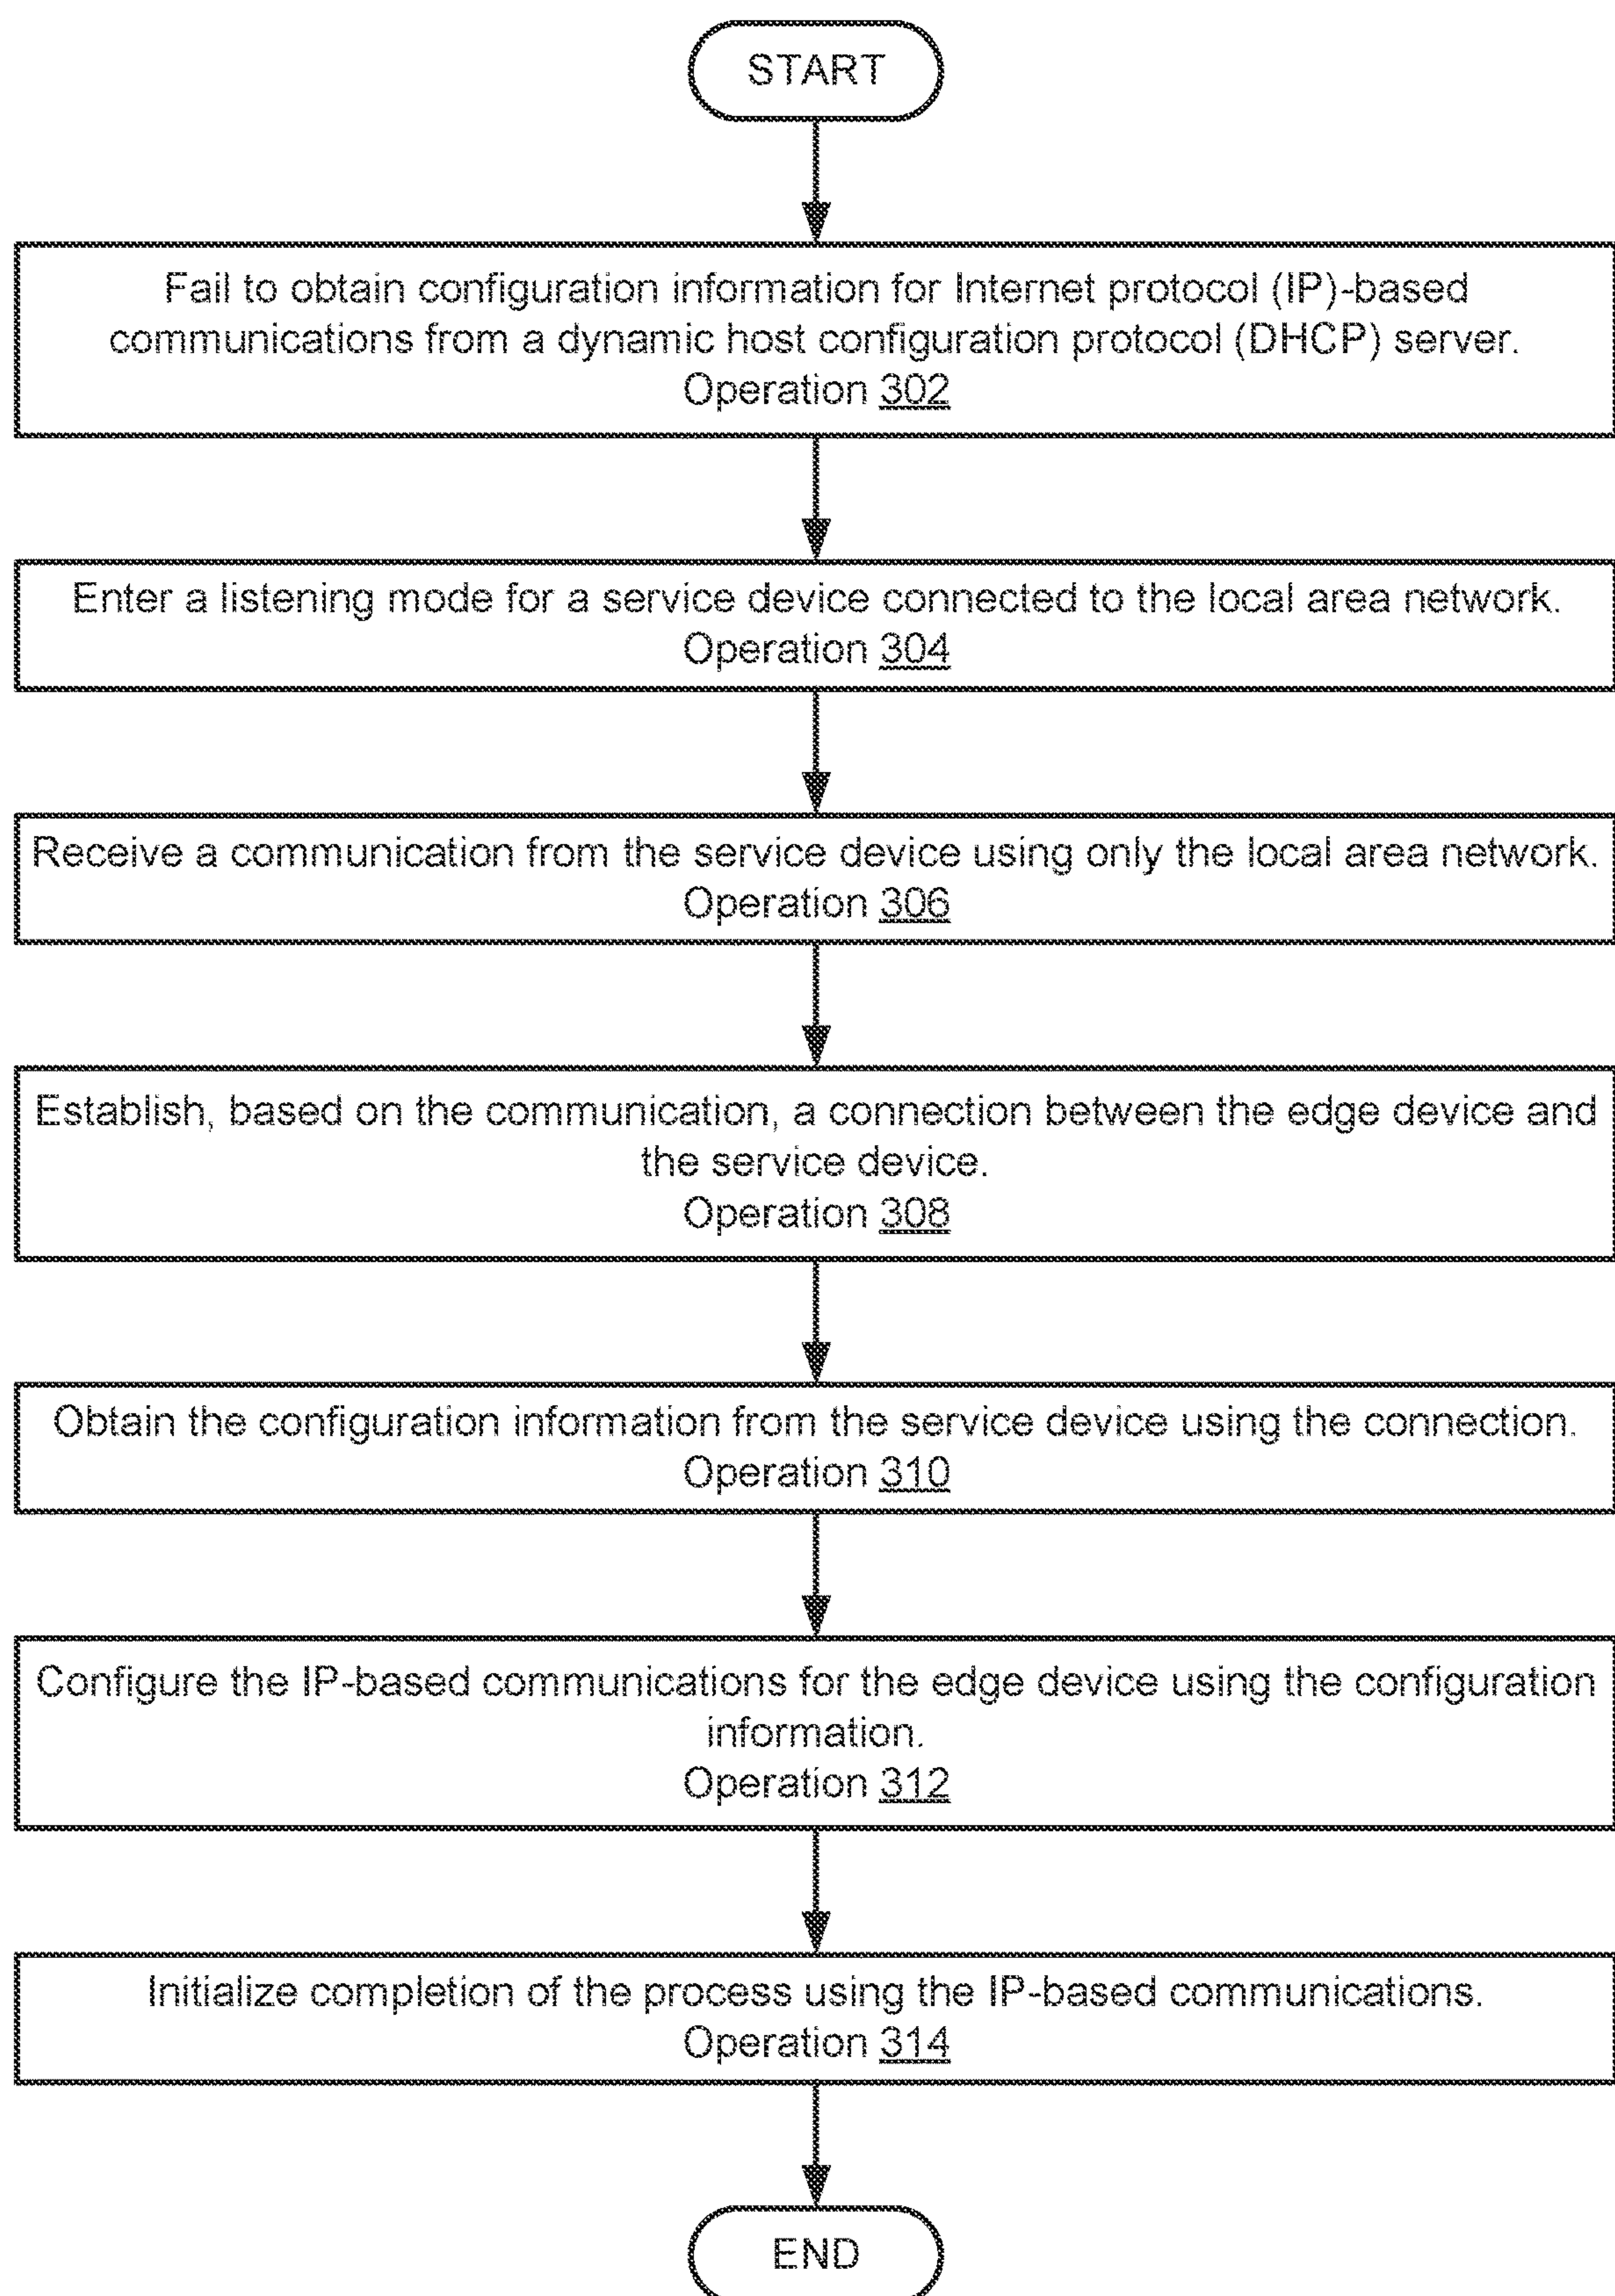 START
Fail to obtain configuration information for Internet protocol (IP)-based
communications from a dynamic host configuration protocol (DHCP) server.
Operation 302
Enter a listening mode for a service device connected to the local area network.
Operation 304
Receive a communication from the service device using only the local area network.
Operation 306
Establish, based on the communication, a connection between the edge device and
the service device.
Operation 308
Obtain the configuration information from the service device using the connection.
Operation 310
Configure the IP-based communications for the edge device using the configuration
information.
Operation 312
Initialize completion of the process using the IP-based communications.
Operation 314
END